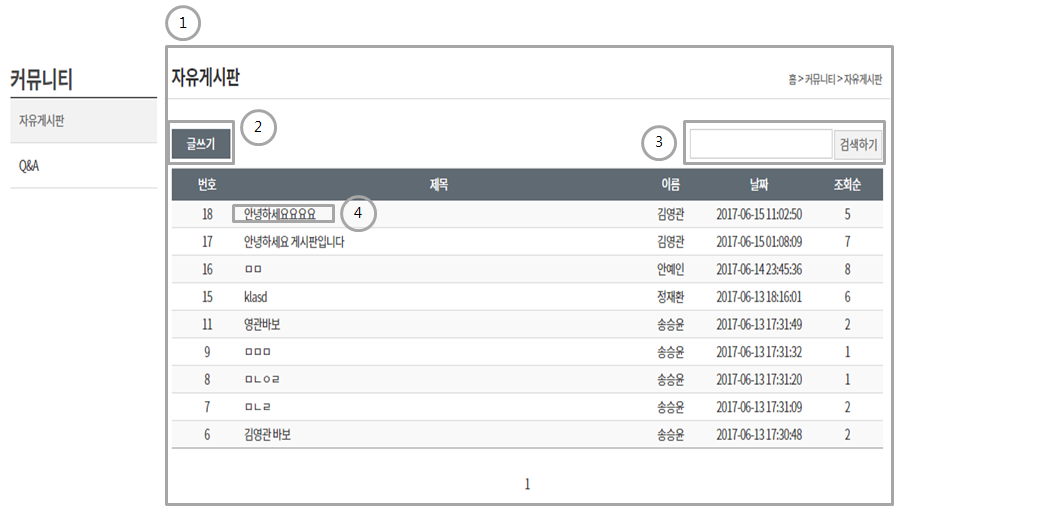 1
커뮤니티
자유게시판
Q&A
자유게시판
홈 > 커뮤니티 > 자유게시판
글쓰기
2
3
검색하기
번호 제목 이름 날짜 조회순
18 안녕하세요요요요 4 김영관 2017-06-15 11:02:50 5
17 안녕하세요 게시판입니다 김영관 2017-06-15 01:08:09 7
16 ㅁㅁ 안예인 2017-06-14 23:45:36 8
15 klasd 정재환 2017-06-13 18:16:01 6
11 영관바보 송승윤 2017-06-13 17:31:49 2
9 ㅁㅁㅁ 송승윤 2017-06-13 17:31:32 1
8 ㅁㄴㅇㄹ 송승윤 2017-06-13 17:31:20 1
7 ㅁㄴㄹ 송승윤 2017-06-13 17:31:09 2
6 김영관 바보 송승윤 2017-06-13 17:30:48 2
1